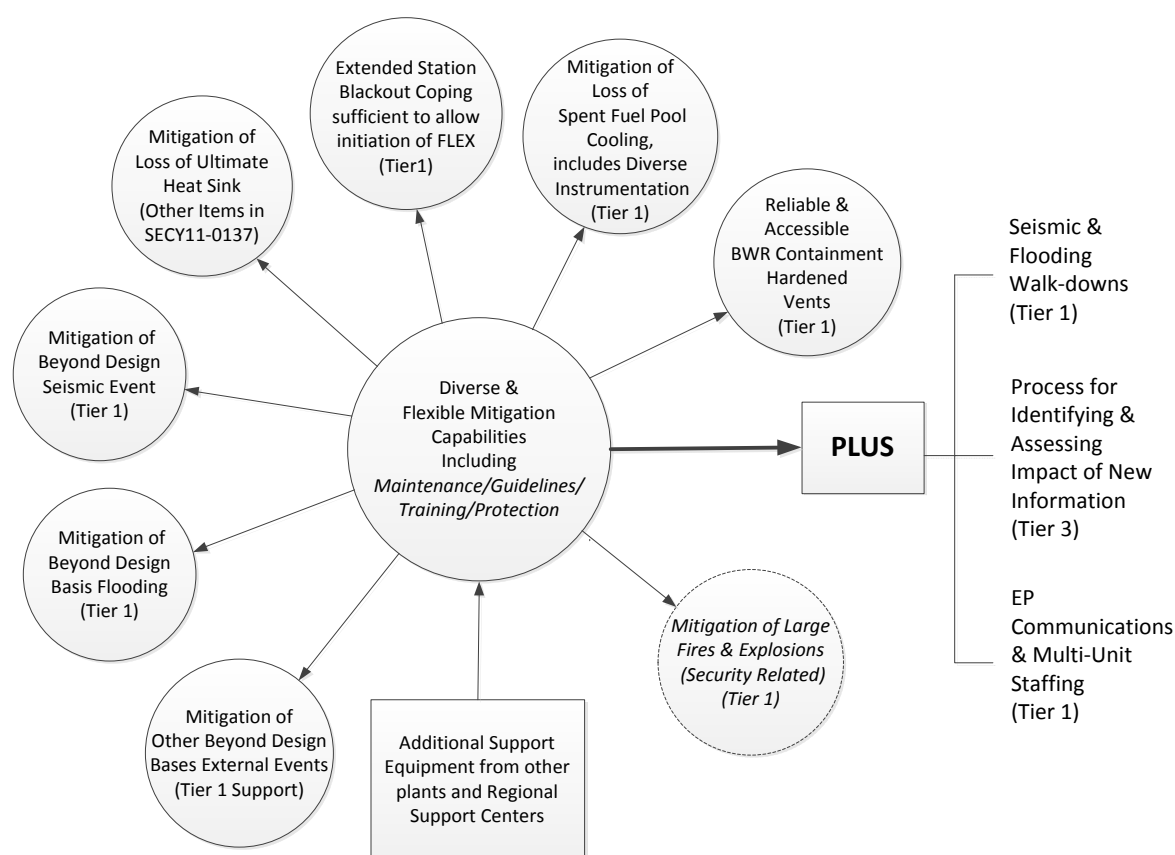 Extended Station
Blackout Coping
sufficient to allow
initiation of FLEX
(Tier1)
Mitigation of
Loss of
Spent Fuel Pool
Cooling,
includes Diverse
Instrumentation
(Tier 1)
Mitigation of
Loss of Ultimate
Heat Sink
(Other Items in
SECY11-0137)
Reliable &
Accessible
BWR Containment
Hardened
Vents
(Tier 1)
Mitigation of
Beyond Design
Seismic Event
(Tier 1)
Diverse &
Flexible Mitigation
Capabilities
Including
Maintenance/Guidelines/
Training/Protection
PLUS
Seismic &
Flooding
Walk-downs
(Tier 1)
Process for
Identifying &
Assessing
Impact of New
Information
(Tier 3)
EP
Communications
& Multi-Unit
Staffing
(Tier 1)
Mitigation of
Beyond Design
Basis Flooding
(Tier 1)
Mitigation of Large
Fires & Explosions
(Security Related)
(Tier 1)
Mitigation of
Other Beyond Design
Bases External Events
(Tier 1 Support)
Additional Support
Equipment from other
plants and Regional
Support Centers